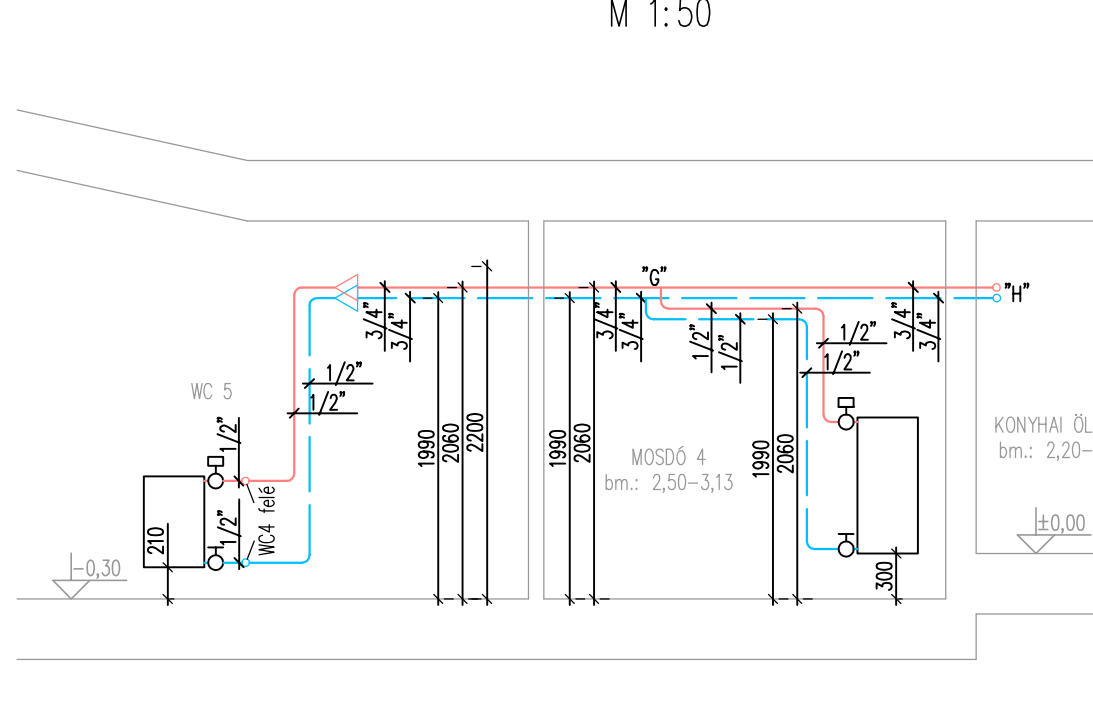 M 1:50
"G"
"H"
3/4"
3/4"
3/4"
3/4"
3/4"
3/4"
1/2"
1/2"
1/2"
1/2"
1/2"
1/2"
WC 5
1/2"
1/2"
WC4 felé
210
-0,30
1990
2060
2200
1990
2060
MOSDÓ 4
bm.: 2,50-3,13
1990
2060
300
KONYHAI ÖL
bm.: 2,20-
±0,00